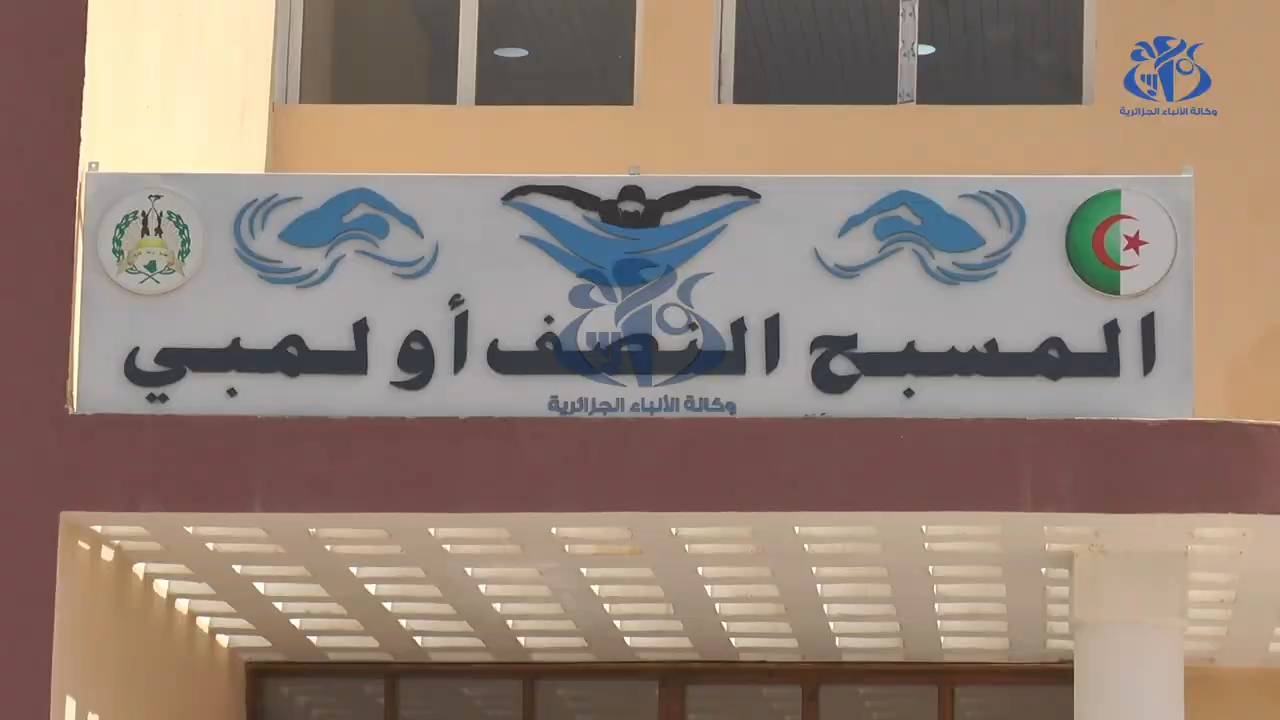 وكالة الأنباء الجزائرية
المسبح النصف أولمبي
وكالة الأنباء الجزائرية